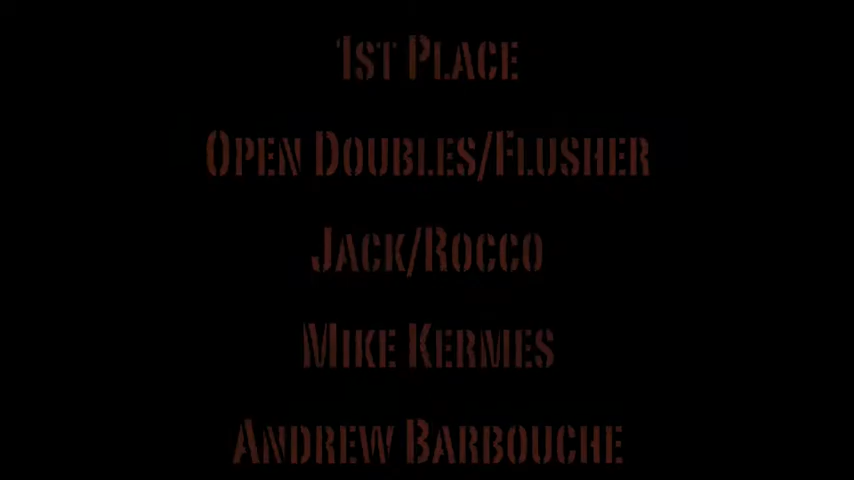 1st Place
Open Doubles/Flusher
Jack/Rocco
Mike Kermes
Andrew Barbouche